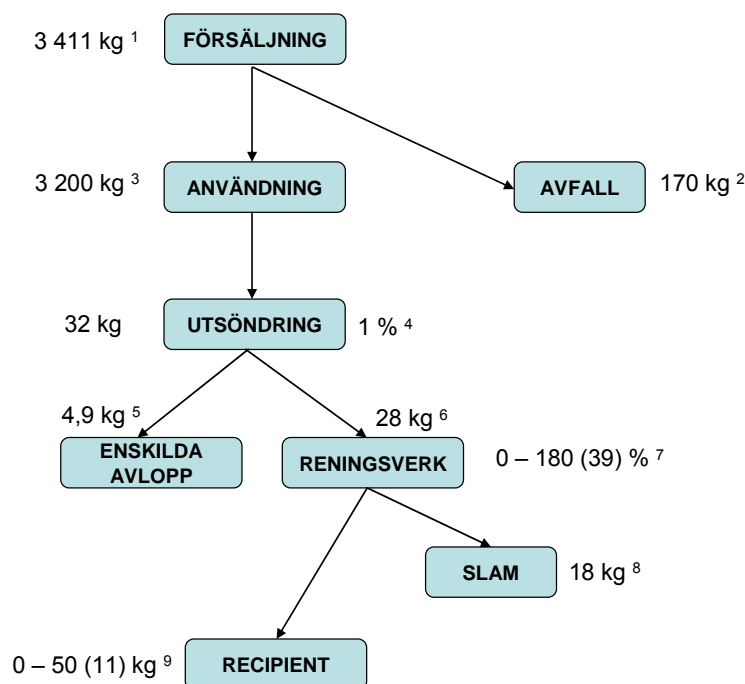 3 411 kg ¹ FÖRSÄLJNING
3 200 kg ³ ANVÄNDNING AVFALL 170 kg ²
32 kg UTSÖNDRING 1 % ⁴
4,9 kg ⁵ 28 kg ⁶
ENSKILDA
AVLOPP
RENINGSVERK 0 – 180 (39) % ⁷
SLAM 18 kg ⁸
0 – 50 (11) kg ⁹ RECIPIENT